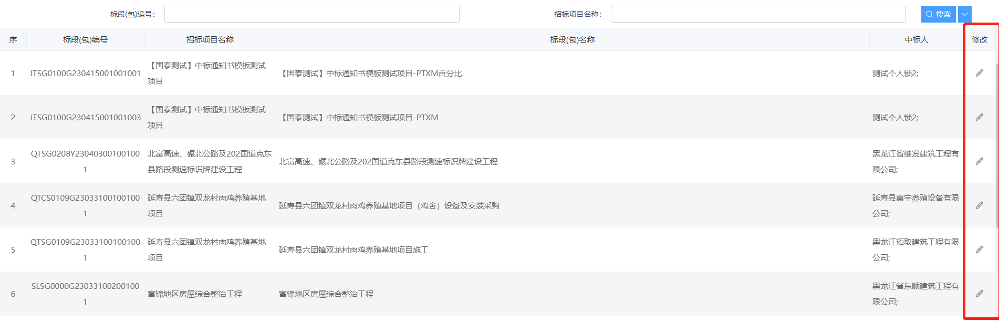 标段(包)编号：
招标项目名称：
搜索
序 标段(包)编号 招标项目名称 标段(包)名称 中标人 修改
1 JTSG0100G230415001001001 【国泰测试】中标通知书模板测试
项目 【国泰测试】中标通知书模板测试项目-PTXM百分比 测试个人锁2;
2 JTSG0100G230415001001003 【国泰测试】中标通知书模板测试
项目 【国泰测试】中标通知书模板测试项目-PTXM 测试个人锁2;
3 QTSG0208Y23040300100100
1 北富高速、碾北公路及202国道克东
县路段测速标识牌建设工程 北富高速、碾北公路及202国道克东县路段测速标识牌建设工程 黑龙江省继发建筑工程有
限公司;
4 QTCS0109G23033100100100
1 延寿县六团镇双龙村肉鸡养殖基地
项目 延寿县六团镇双龙村肉鸡养殖基地项目（鸡舍）设备及安装采购 延寿县惠宇养殖设备有限
公司;
5 QTSG0109G23033100100100
1 延寿县六团镇双龙村肉鸡养殖基地
项目 延寿县六团镇双龙村肉鸡养殖基地项目施工 黑龙江拓取建筑工程有限
公司;
6 SLSG0000G23033100200100
1 富锦地区房屋综合整治工程 富锦地区房屋综合整治工程 黑龙江省东顺建筑工程有
限公司;